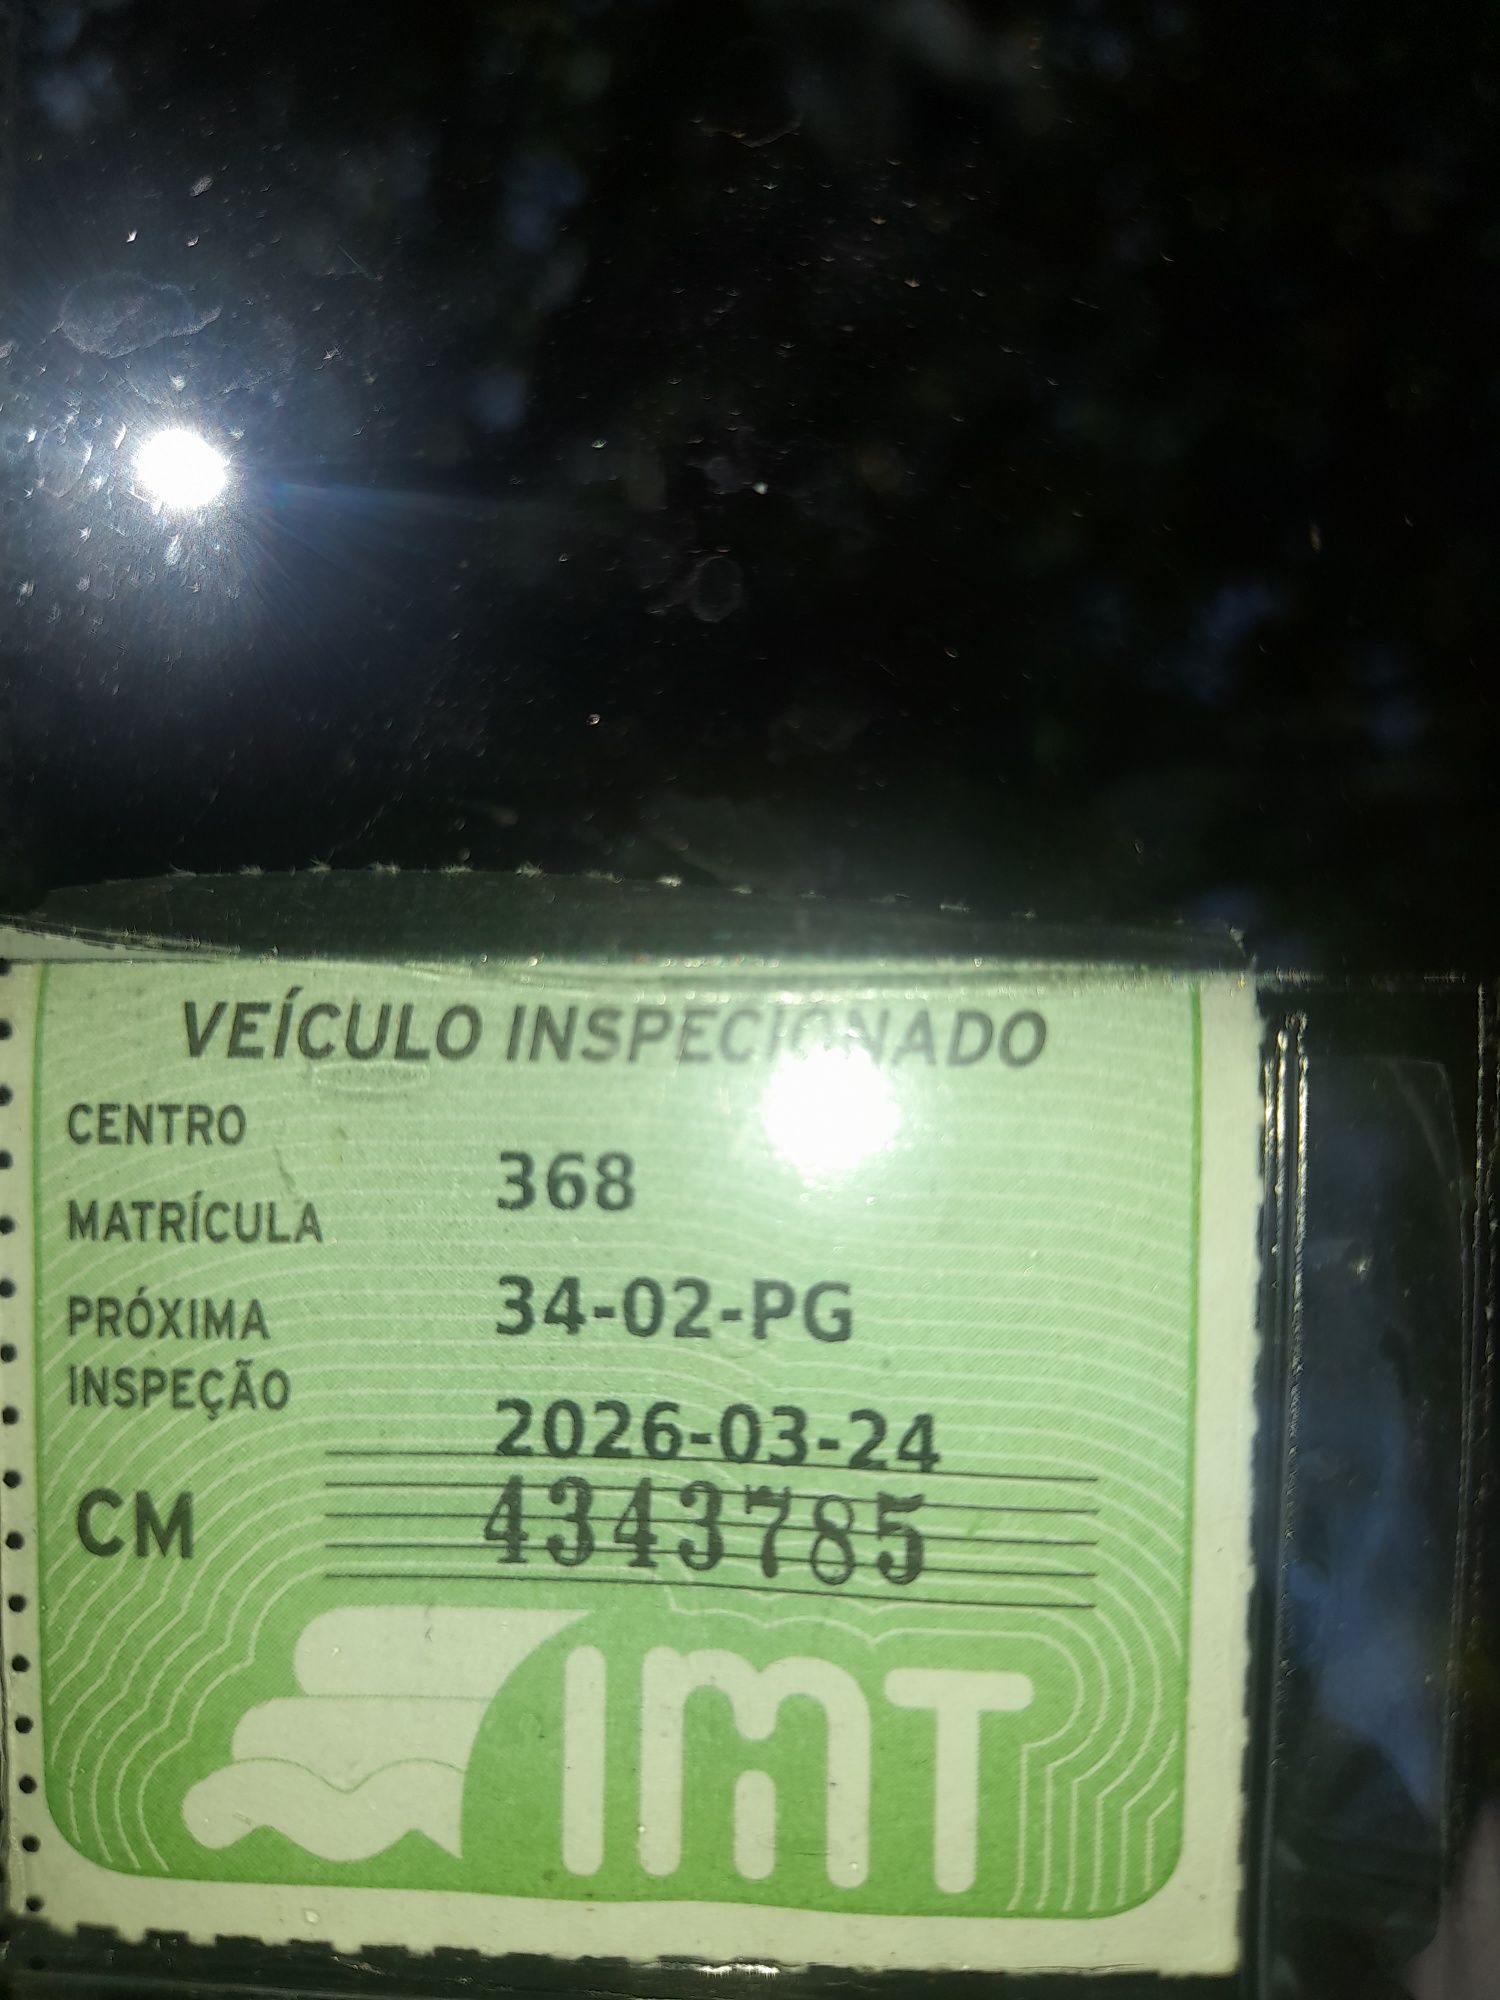 VEÍCULO INSPECIONADO
CENTRO
368
MATRÍCULA
34-02-PG
PRÓXIMA
INSPEÇÃO
2026-03-24
CM
4343785
IMT